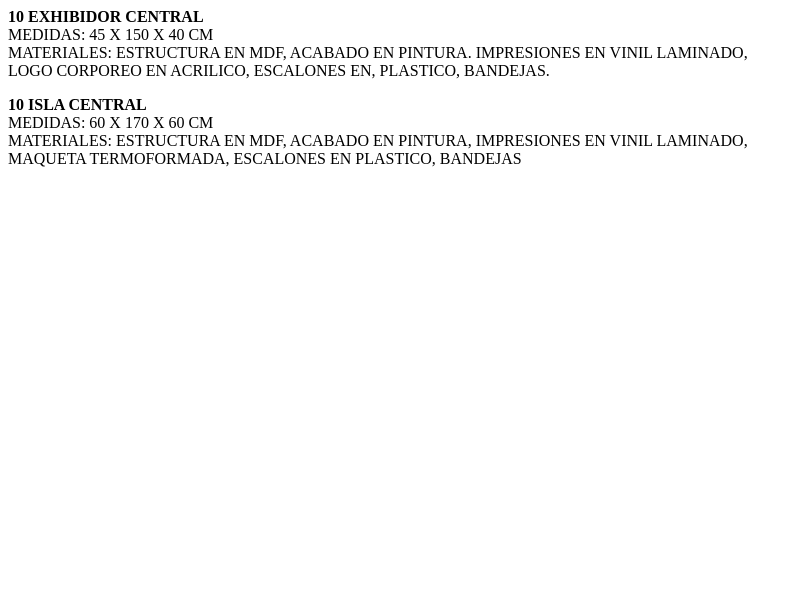 10 EXHIBIDOR CENTRAL
MEDIDAS: 45 X 150 X 40 CM
MATERIALES: ESTRUCTURA EN MDF, ACABADO EN PINTURA. IMPRESIONES EN VINIL LAMINADO,
LOGO CORPOREO EN ACRILICO, ESCALONES EN, PLASTICO, BANDEJAS.
10 ISLA CENTRAL
MEDIDAS: 60 X 170 X 60 CM
MATERIALES: ESTRUCTURA EN MDF, ACABADO EN PINTURA, IMPRESIONES EN VINIL LAMINADO,
MAQUETA TERMOFORMADA, ESCALONES EN PLASTICO, BANDEJAS